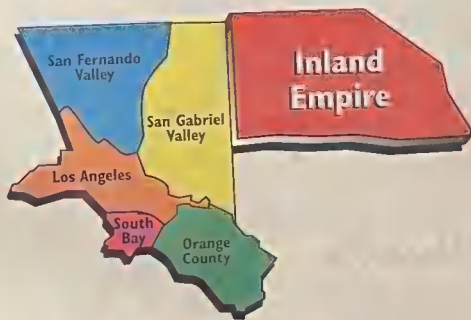 San Fernando
Valley
Inland
Empire
San Gabriel
Valley
Los Angeles
South
Bay
Orange
County